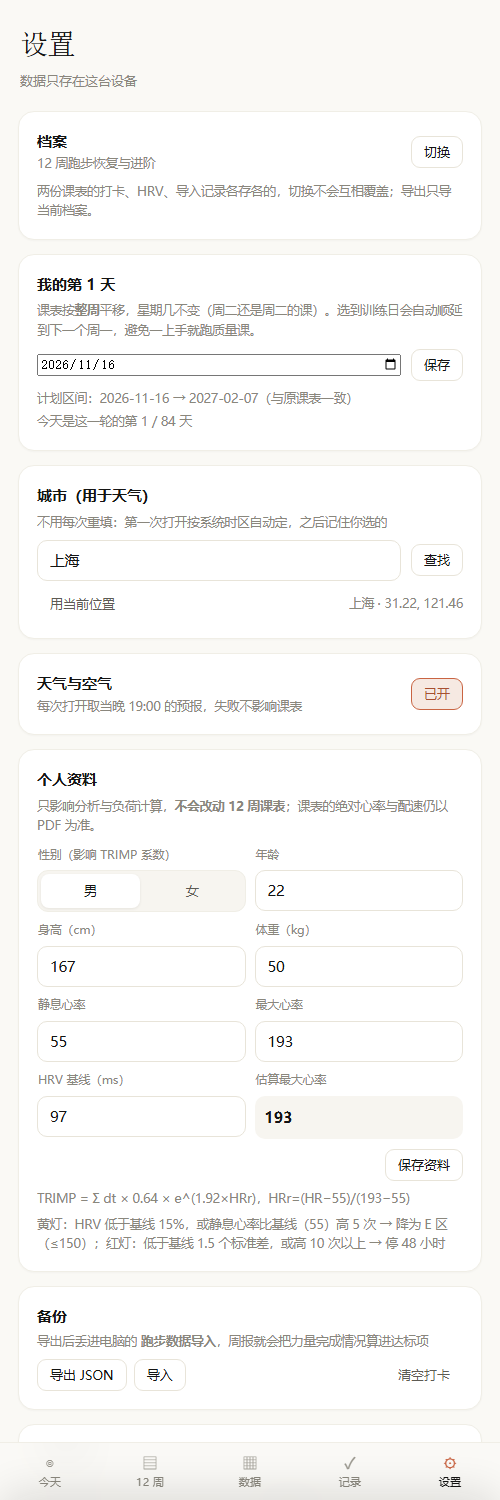 设置
数据只存在这台设备
档案
12 周跑步恢复与进阶
切换
两份课表的打卡、HRV、导入记录各存各的，切换不会互相覆盖；导出只导
当前档案。
我的第 1 天
课表按整周平移，星期几不变（周二还是周二的课）。选到训练日会自动顺延
到下一个周一，避免一上手就跑质量课。
2026/11/16
保存
计划区间：2026-11-16 → 2027-02-07（与原课表一致）
今天是这一轮的第 1 / 84 天
城市（用于天气）
不用每次重填：第一次打开按系统时区自动定，之后记住你选的
上海
查找
用当前位置
上海 · 31.22, 121.46
天气与空气
每次打开取当晚 19:00 的预报，失败不影响课表
已开
个人资料
只影响分析与负荷计算，不会改动 12 周课表；课表的绝对心率与配速仍以
PDF 为准。
性别（影响 TRIMP 系数）
年龄
男
女
22
身高（cm）
体重（kg）
167
50
静息心率
最大心率
55
193
HRV 基线（ms）
估算最大心率
97
193
保存资料
TRIMP = Σ dt × 0.64 × e^(1.92×HRr)，HRr=(HR−55)/(193−55)
黄灯：HRV 低于基线 15%，或静息心率比基线（55）高 5 次 → 降为 E 区
（≤150）；红灯：低于基线 1.5 个标准差，或高 10 次以上 → 停 48 小时
备份
导出后丢进电脑的 跑步数据导入，周报就会把力量完成情况算进达标项
导出 JSON
导入
清空打卡
今天
12 周
数据
记录
设置